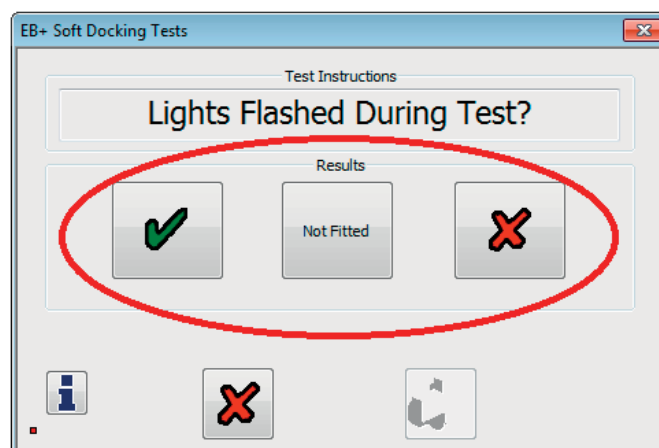 EB+ Soft Docking Tests
Test Instructions
Lights Flashed During Test?
Results
Not Fitted